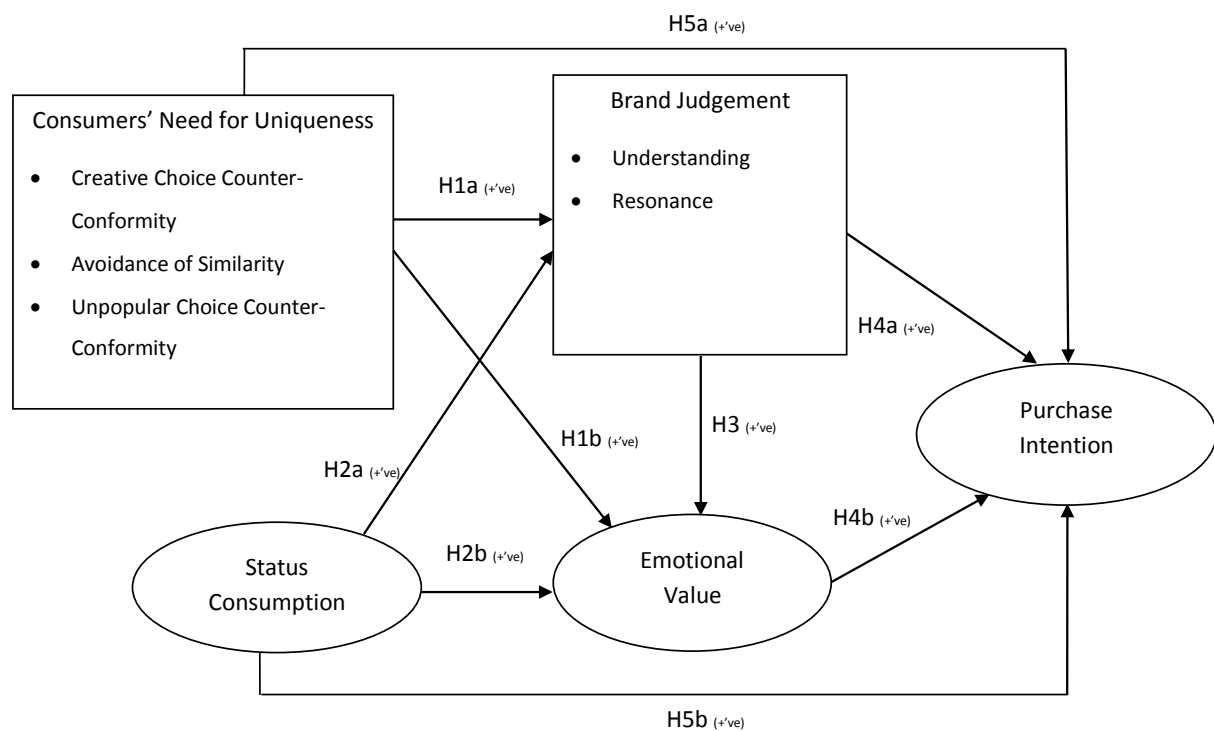 H5a (+'ve)
Consumers' Need for Uniqueness
• Creative Choice Counter-
Conformity
• Avoidance of Similarity
• Unpopular Choice Counter-
Conformity
H1a (+'ve)
Brand Judgement
• Understanding
• Resonance
H4a (+'ve)
H1b (+'ve)
H3 (+'ve)
H2a (+'ve)
Purchase
Intention
Status
Consumption
H2b (+'ve)
Emotional
Value
H4b (+'ve)
H5b (+'ve)